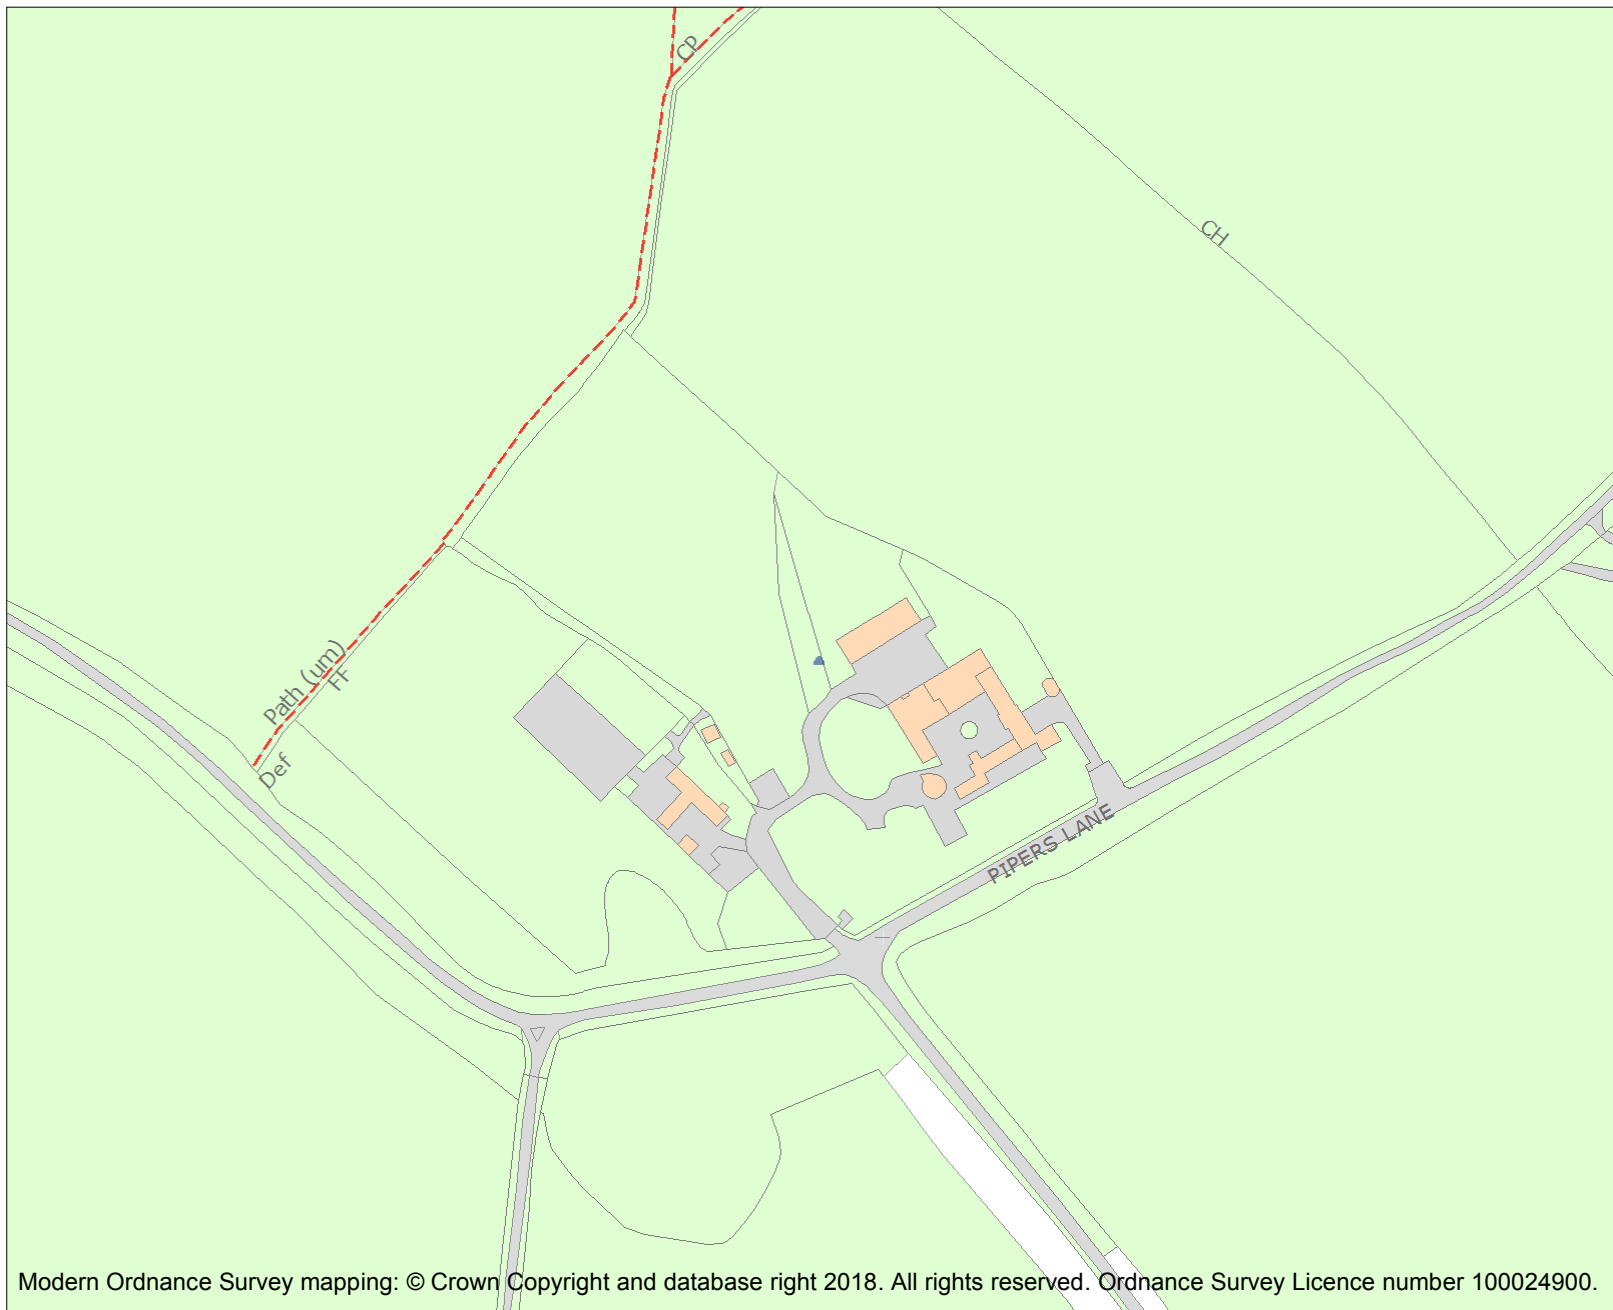 CP
CH
Path (um)
FF
Def
PIPERS LANE
Modern Ordnance Survey mapping: © Crown Copyright and database right 2018. All rights reserved. Ordnance Survey Licence number 100024900.